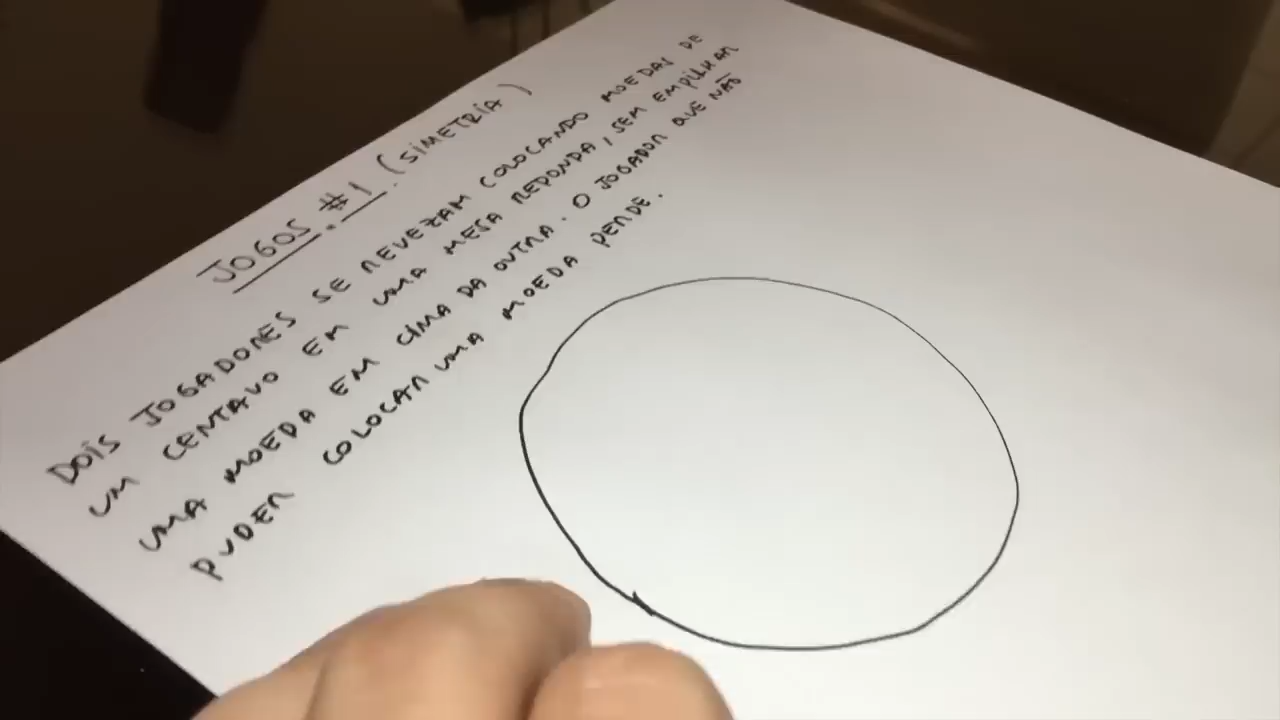 JOGOS #1 (SIMETRIA)
DOIS JOGADORES SE REVEZAM COLOCANDO MOEDAS DE
UM CENTAVO EM UMA MESA REDONDA, SEM EMPILHAR
UMA MOEDA EM CIMA DA OUTRA. O JOGADOR QUE NÃO
PUDER COLOCAR UMA MOEDA PERDE.